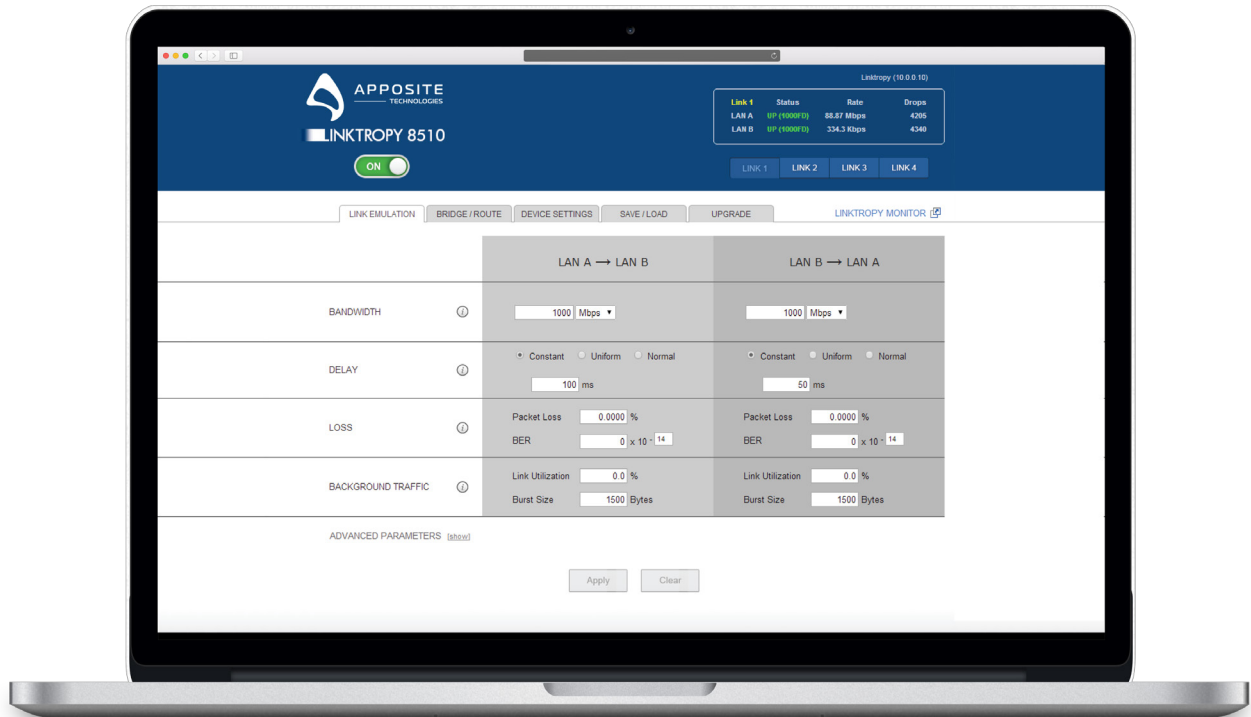 Linktropy (10.0.0.10)
APPOSITE
TECHNOLOGIES
LINKTROPY 8510
ON
Link 1 Status Rate Drops
LAN A UP (1000FD) 88.87 Mbps 4205
LAN B UP (1000FD) 334.3 Kbps 4340
LINK 1 LINK 2 LINK 3 LINK 4
LINK EMULATION BRIDGE / ROUTE DEVICE SETTINGS SAVE / LOAD UPGRADE LINKTROPY MONITOR
LAN A → LAN B LAN B → LAN A
BANDWIDTH i 1000 Mbps 1000 Mbps
DELAY i Constant Uniform Normal Constant Uniform Normal
100 ms 50 ms
LOSS i Packet Loss 0.0000 % Packet Loss 0.0000 %
BER 0 x 10 - 14 BER 0 x 10 - 14
BACKGROUND TRAFFIC i Link Utilization 0.0 % Link Utilization 0.0 %
Burst Size 1500 Bytes Burst Size 1500 Bytes
ADVANCED PARAMETERS [show]
Apply Clear